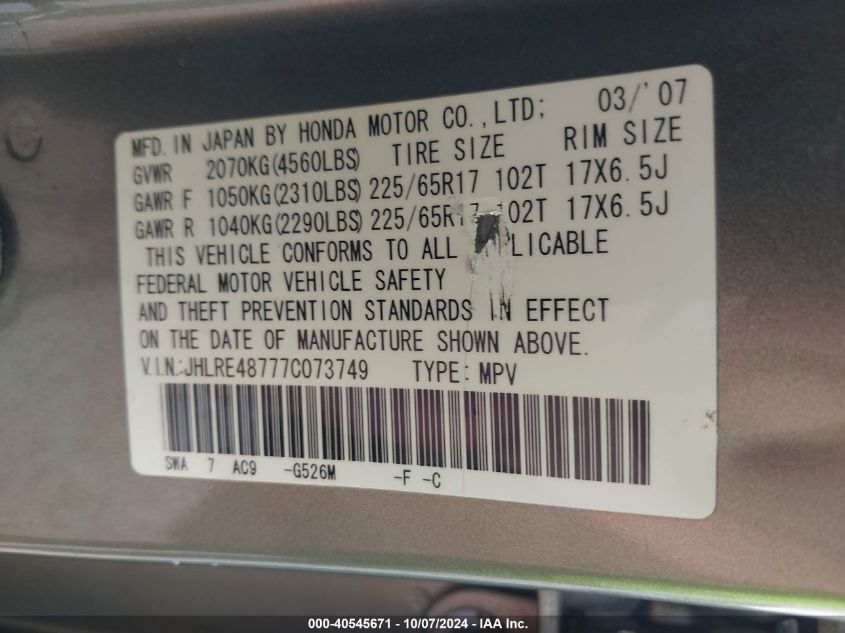 MFD. IN JAPAN BY HONDA MOTOR CO., LTD; 03/'07
GVWR 2070KG(4560LBS) TIRE SIZE RIM SIZE
GAWR F 1050KG(2310LBS) 225/65R17 102T 17X6.5J
GAWR R 1040KG(2290LBS) 225/65R17 102T 17X6.5J
THIS VEHICLE CONFORMS TO ALL PLICABLE
FEDERAL MOTOR VEHICLE SAFETY
AND THEFT PREVENTION STANDARDS IN EFFECT
ON THE DATE OF MANUFACTURE SHOWN ABOVE.
V.I.N.:JHLRE48777C073749 TYPE: MPV
SWA 7 AC9 -G526M -F -C
000-40545671 - 10/07/2024 - IAA Inc.